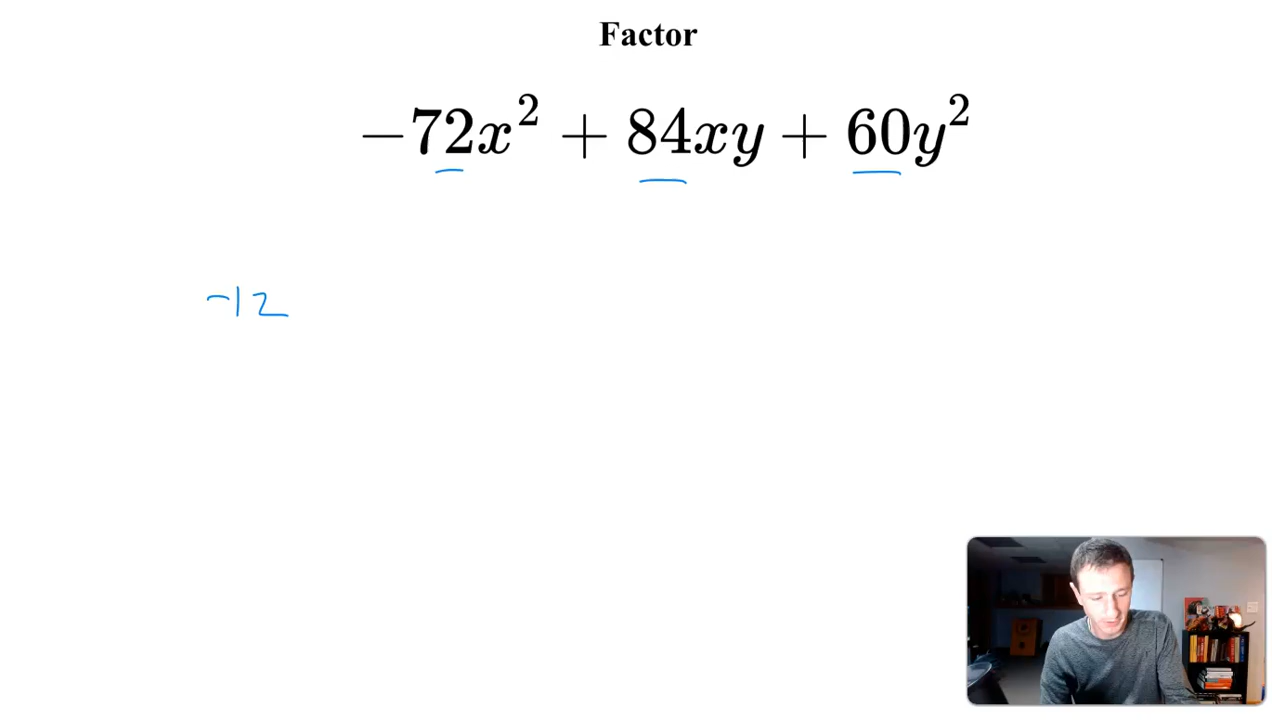 Factor
−72x² + 84xy + 60y²
-12